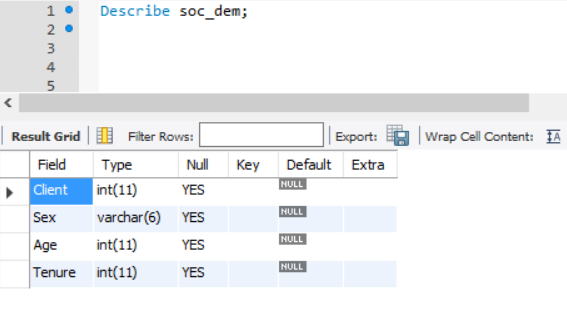 1 Describe soc_dem;
2
3
4
5
Result Grid Filter Rows: Export: Wrap Cell Content: IA
Field Type Null Key Default Extra
Client int(11) YES NULL
Sex varchar(6) YES NULL
Age int(11) YES NULL
Tenure int(11) YES NULL